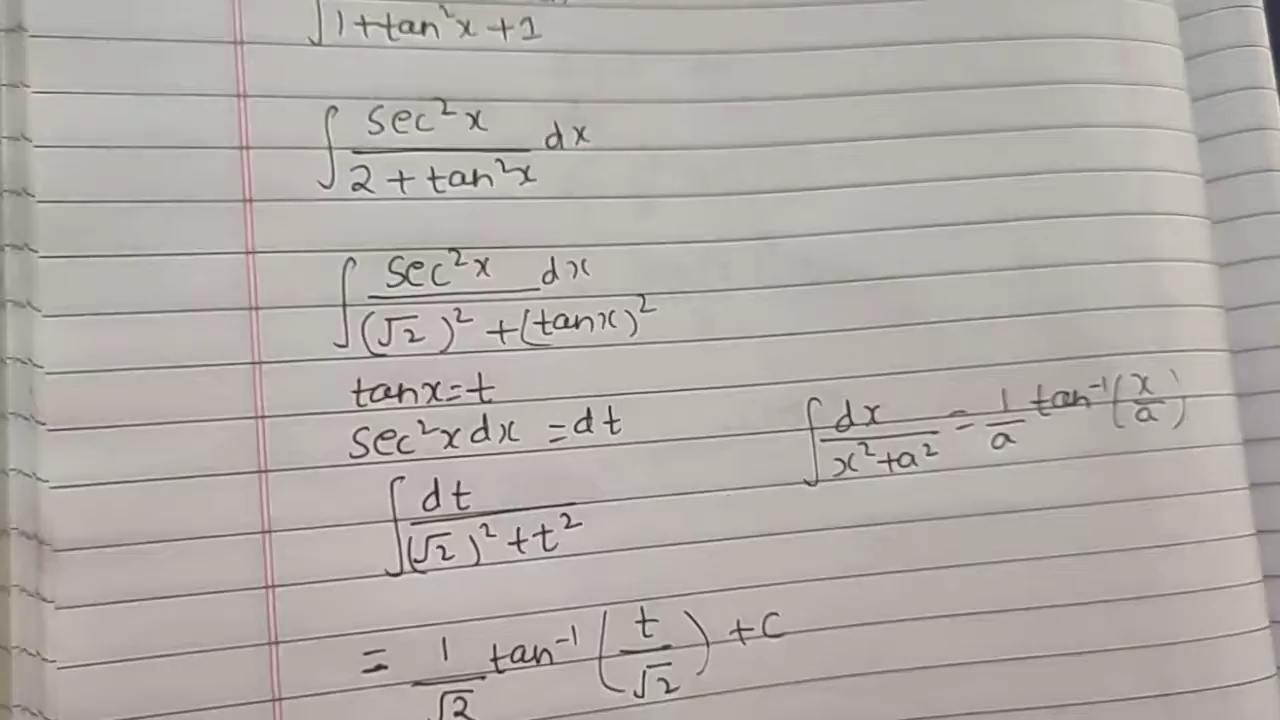 ∫ 1+tan²x+1
∫ sec²x / 2+tan²x dx
∫ sec²x dx / (√2)²+(tanx)²
tanx=t
sec²x dx = dt
∫ dx / x²+a² = 1/a tan⁻¹(x/a)
∫ dt / (√2)²+t²
= 1/√2 tan⁻¹(t/√2)+c